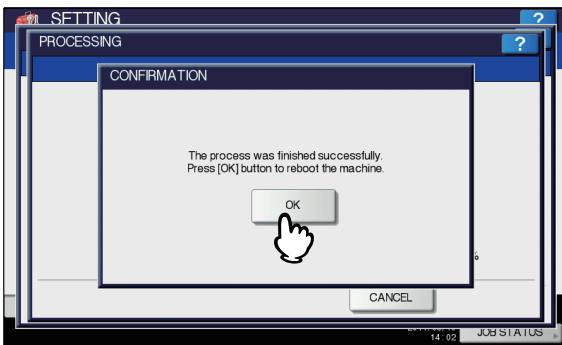 SETTING
?
PROCESSING
?
CONFIRMATION
The process was finished successfully.
Press [OK] button to reboot the machine.
OK
%
CANCEL
14:02
JOB STATUS